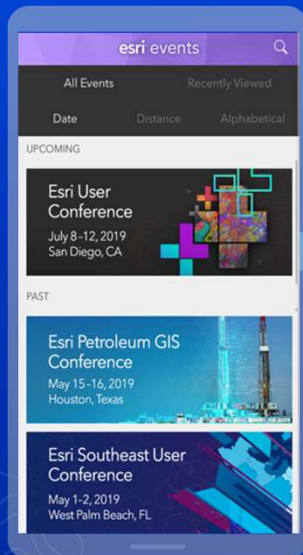 esri events
All Events Recently Viewed
Date Distance Alphabetical
UPCOMING
Esri User
Conference
July 8-12, 2019
San Diego, CA
PAST
Esri Petroleum GIS
Conference
May 15-16, 2019
Houston, Texas
Esri Southeast User
Conference
May 1-2, 2019
West Palm Beach, FL